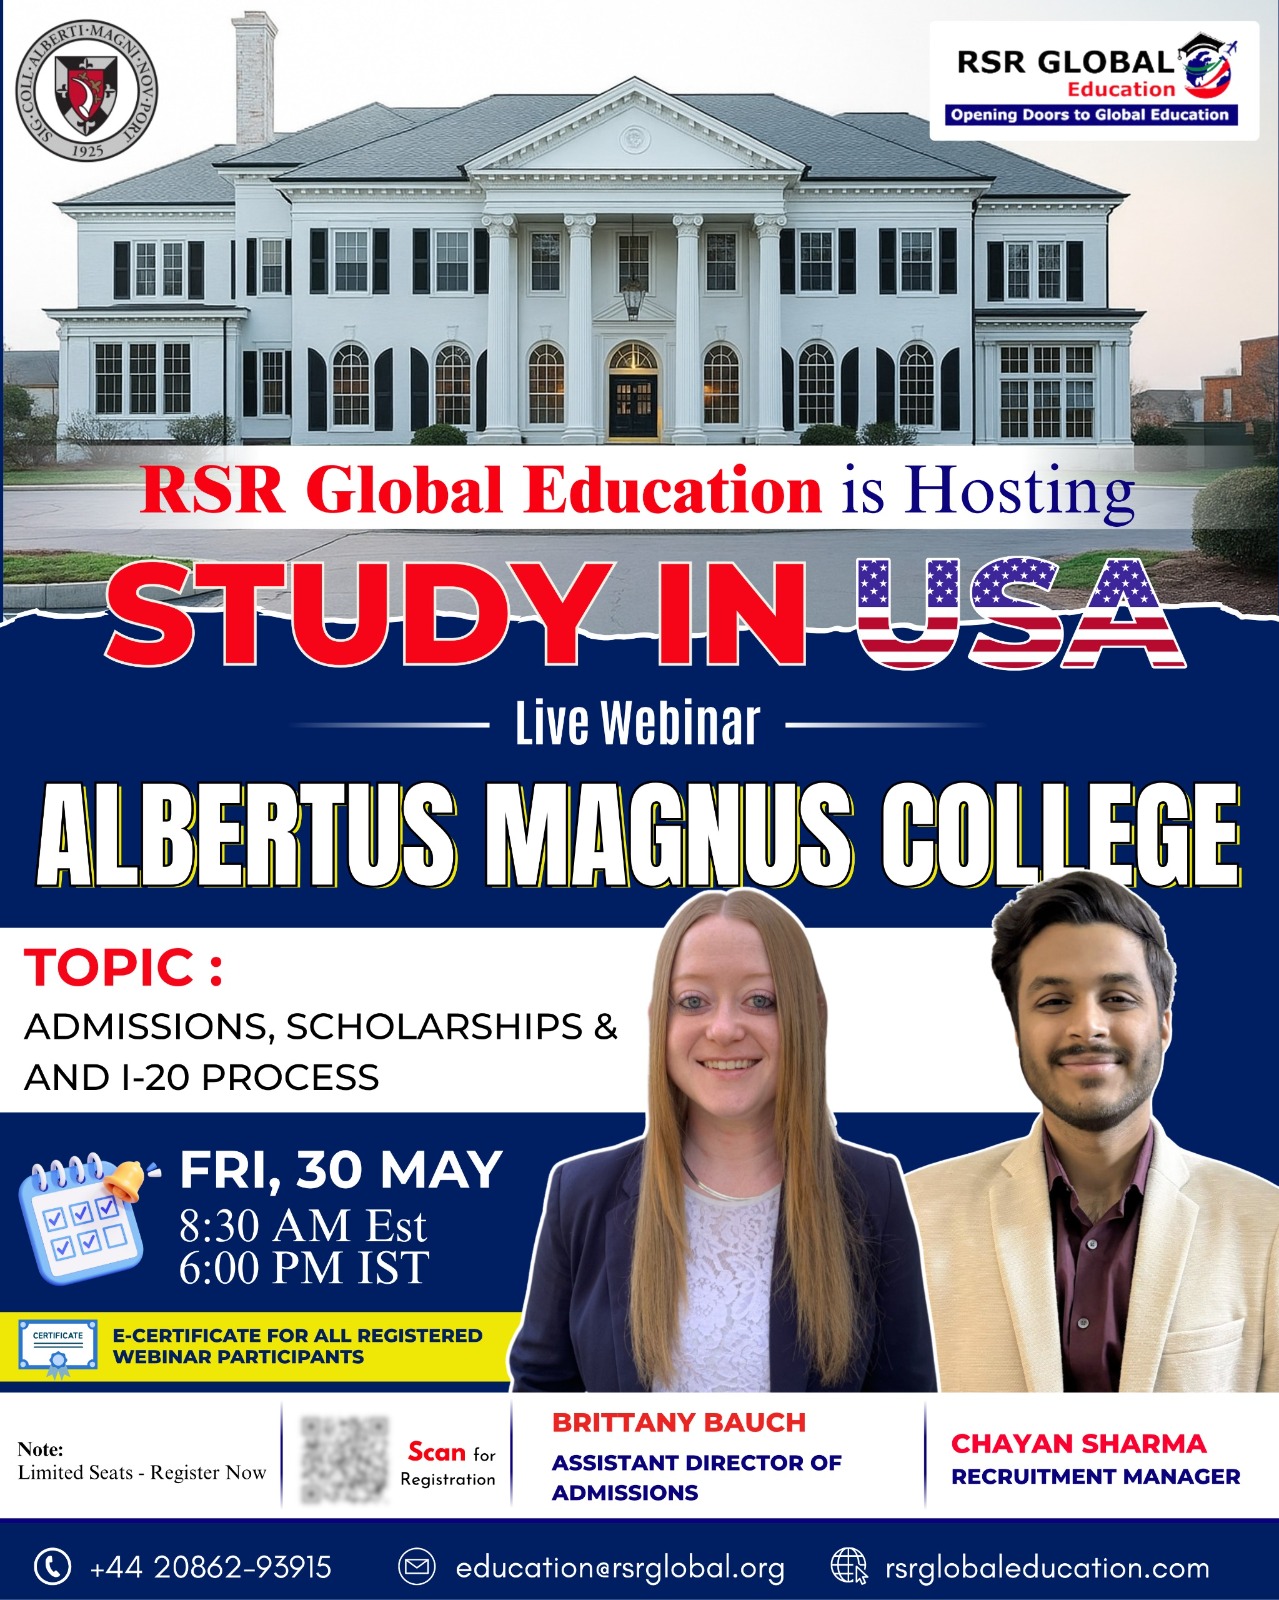 SIG·COLL·ALBERTI·MAGNI·NOV·PORT
1925
RSR GLOBAL
Education
Opening Doors to Global Education
RSR Global Education is Hosting
STUDY IN USA
Live Webinar
ALBERTUS MAGNUS COLLEGE
TOPIC :
ADMISSIONS, SCHOLARSHIPS &
AND I-20 PROCESS
FRI, 30 MAY
8:30 AM Est
6:00 PM IST
CERTIFICATE
E-CERTIFICATE FOR ALL REGISTERED
WEBINAR PARTICIPANTS
Note:
Limited Seats - Register Now
Scan for
Registration
BRITTANY BAUCH
ASSISTANT DIRECTOR OF
ADMISSIONS
CHAYAN SHARMA
RECRUITMENT MANAGER
+44 20862-93915
education@rsrglobal.org
rsrglobaleducation.com